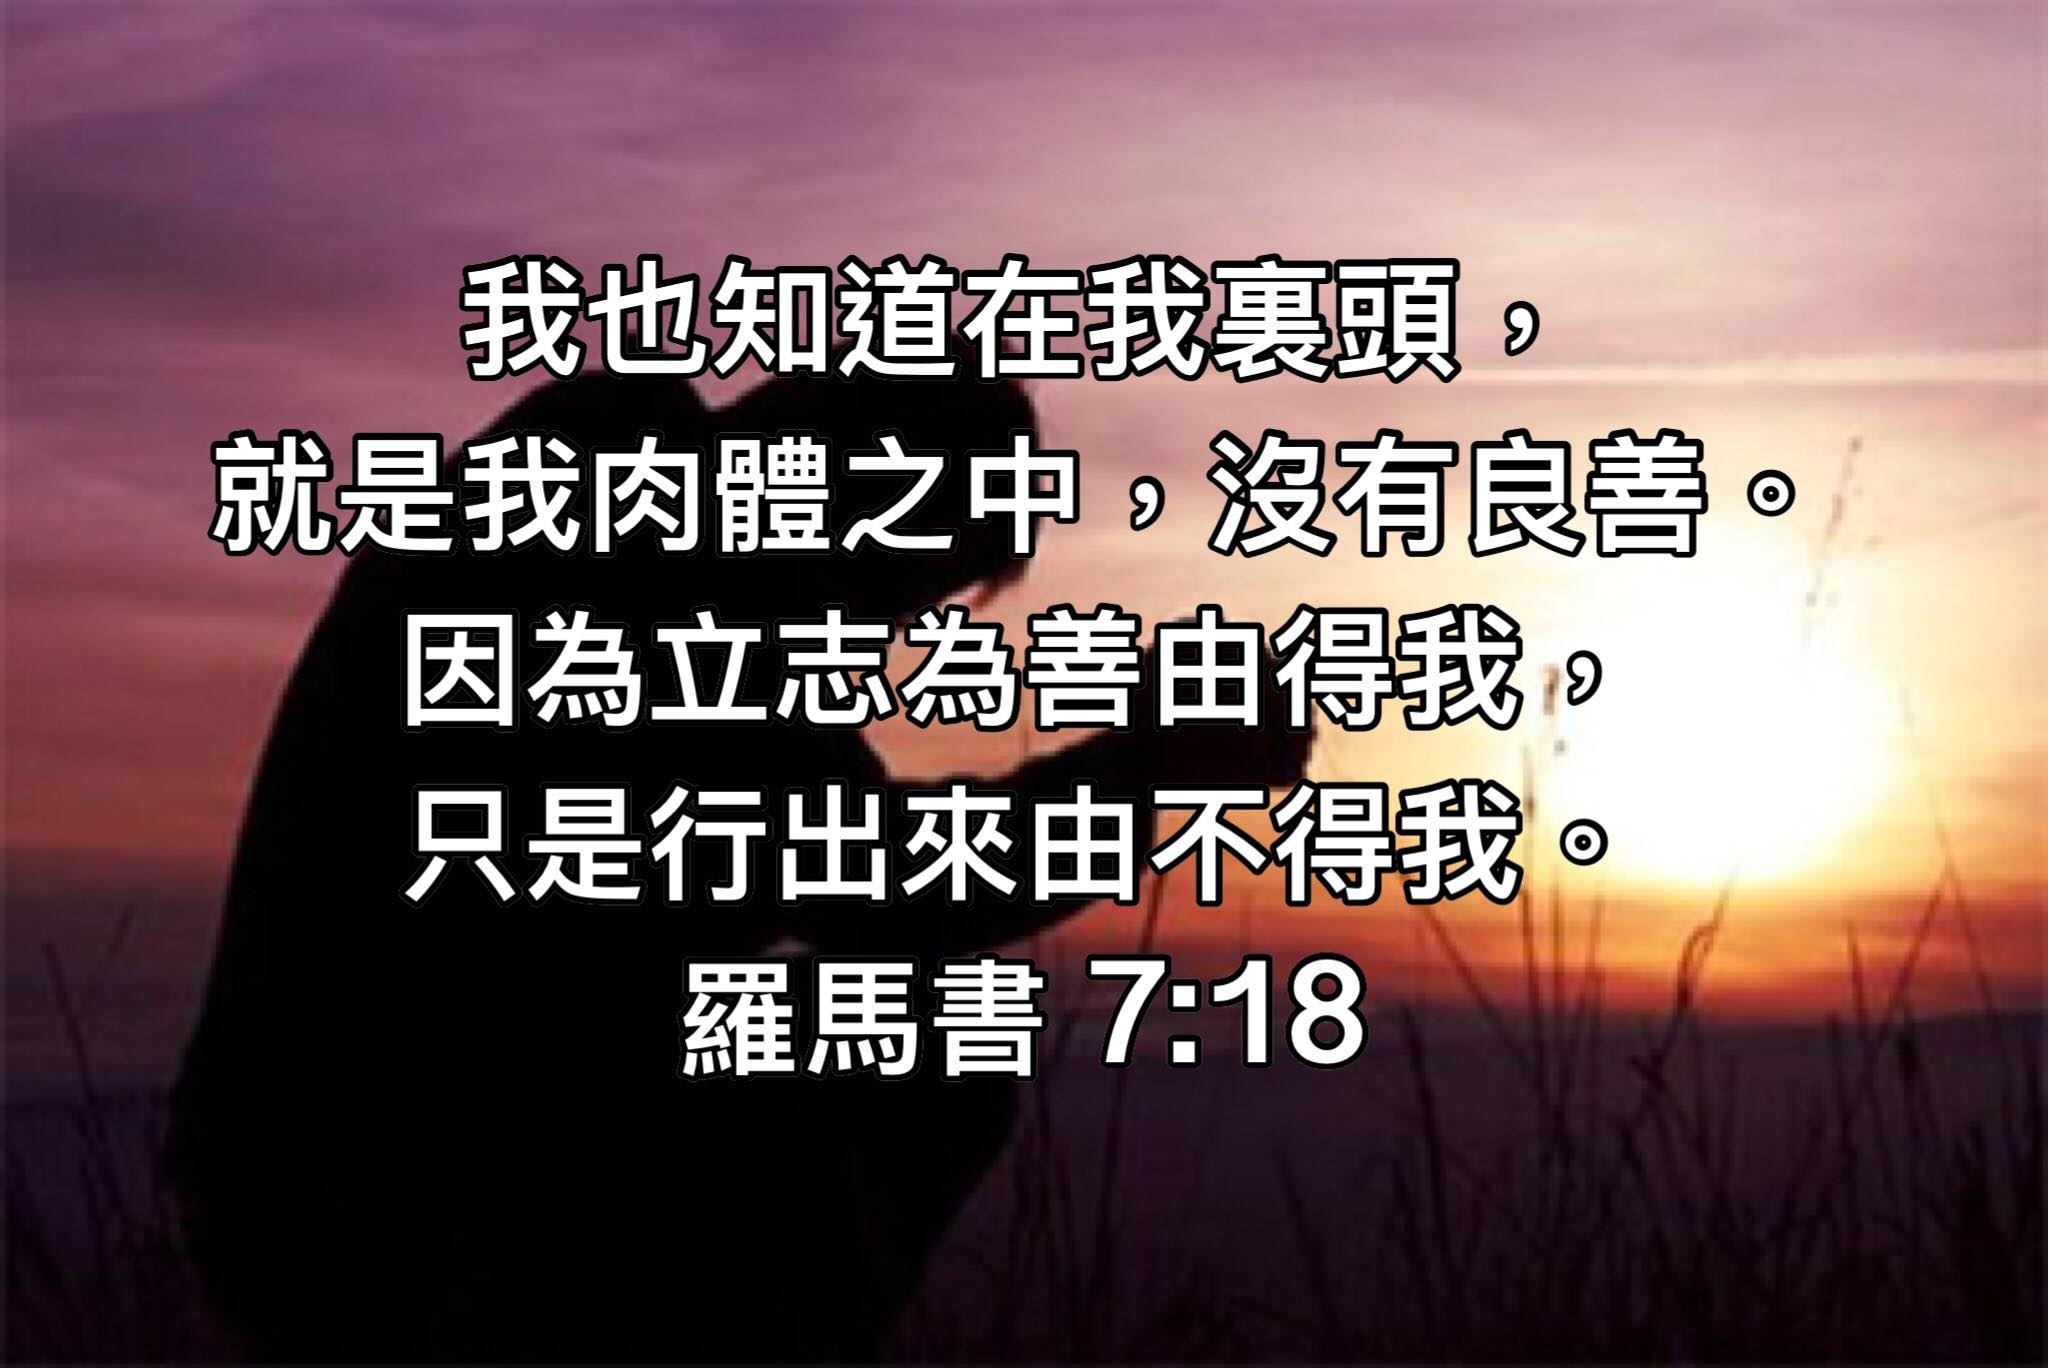 我也知道在我裏頭，
就是我肉體之中，沒有良善。
因為立志為善由得我，
只是行出來由不得我。
羅馬書 7:18